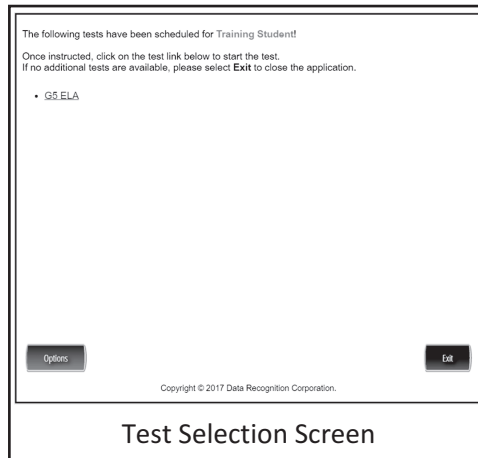 The following tests have been scheduled for Training Student!
Once instructed, click on the test link below to start the test.
If no additional tests are available, please select Exit to close the application.
• G5 ELA
Options
Exit
Copyright © 2017 Data Recognition Corporation.
Test Selection Screen